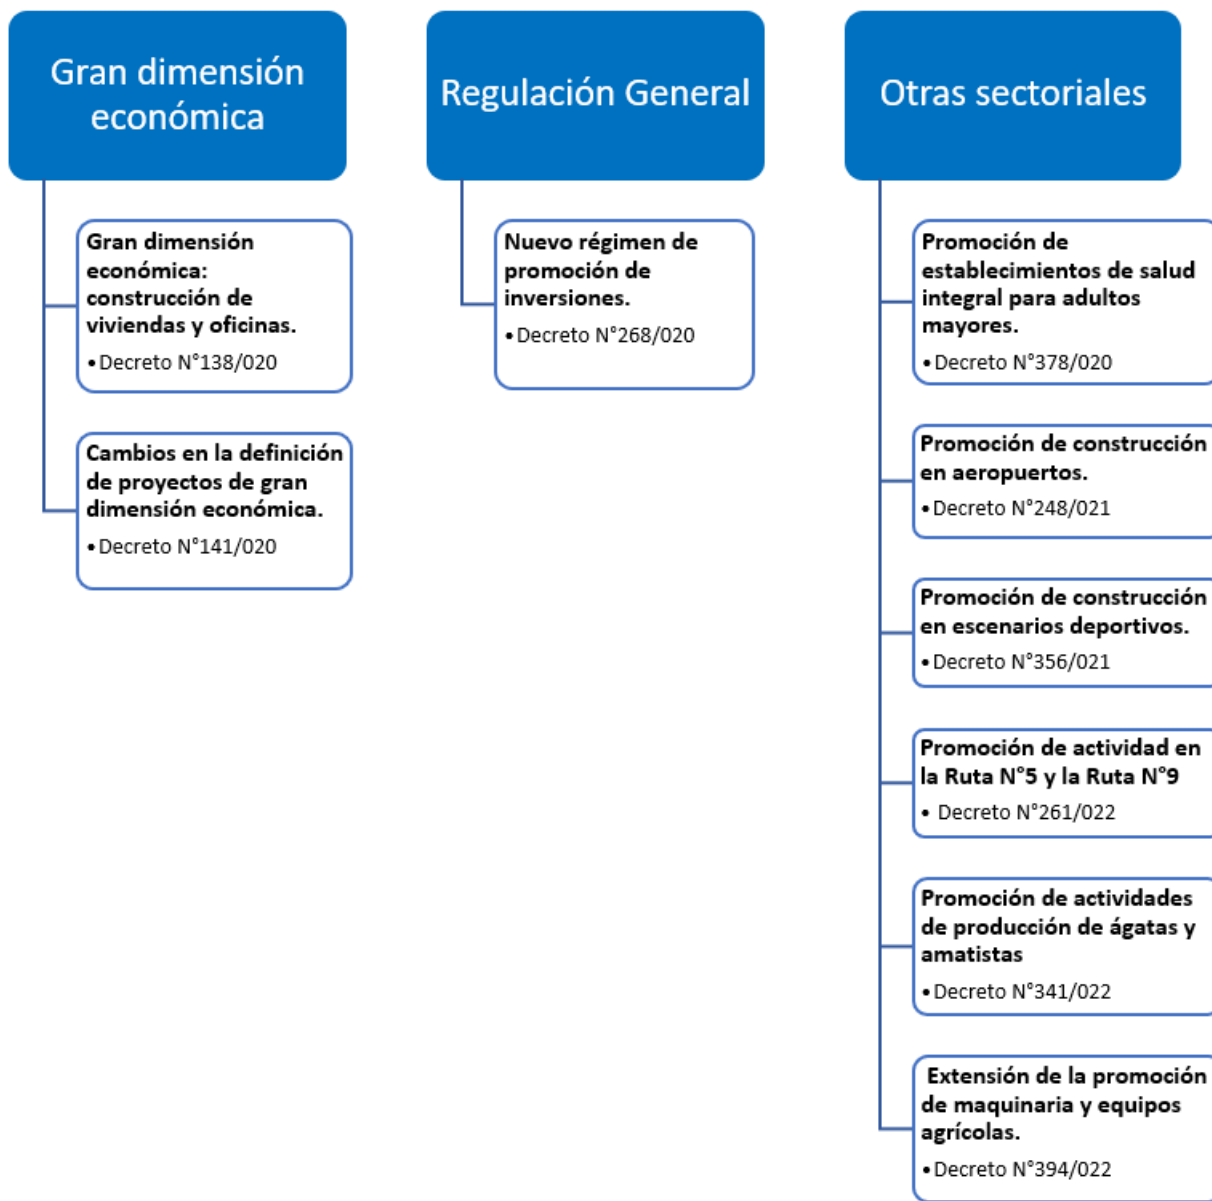 Gran dimensión
económica
Gran dimensión
económica:
construcción de
viviendas y oficinas.
• Decreto N°138/020
Cambios en la definición
de proyectos de gran
dimensión económica.
• Decreto N°141/020
Regulación General
Nuevo régimen de
promoción de
inversiones.
• Decreto N°268/020
Otras sectoriales
Promoción de
establecimientos de salud
integral para adultos
mayores.
• Decreto N°378/020
Promoción de construcción
en aeropuertos.
• Decreto N°248/021
Promoción de construcción
en escenarios deportivos.
• Decreto N°356/021
Promoción de actividad en
la Ruta N°5 y la Ruta N°9
• Decreto N°261/022
Promoción de actividades
de producción de ágatas y
amatistas
• Decreto N°341/022
Extensión de la promoción
de maquinaria y equipos
agrícolas.
• Decreto N°394/022